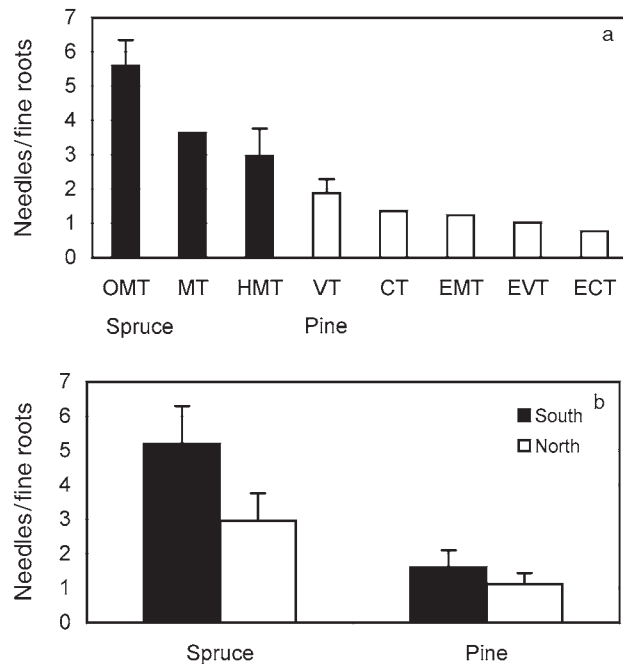 a
Needles/fine roots
7
6
5
4
3
2
1
0
OMT MT HMT VT CT EMT EVT ECT
Spruce Pine
b
Needles/fine roots
7
6
5
4
3
2
1
0
South
North
Spruce Pine